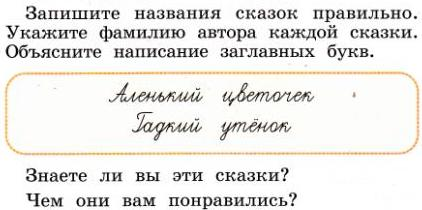 Запишите названия сказок правильно.
Укажите фамилию автора каждой сказки.
Объясните написание заглавных букв.
Аленький цветочек
Гадкий утёнок
Знаете ли вы эти сказки?
Чем они вам понравились?